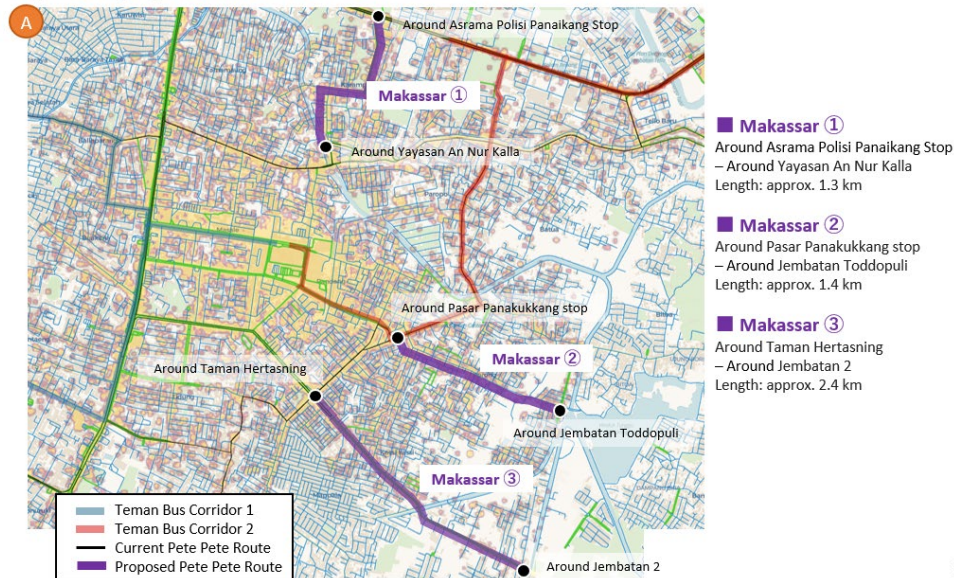 A
Around Asrama Polisi Panaikang Stop
Makassar ①
Around Yayasan An Nur Kalla
Around Pasar Panakukkang stop
Makassar ②
Around Taman Hertasning
Around Jembatan Toddopuli
Makassar ③
Around Jembatan 2
Teman Bus Corridor 1
Teman Bus Corridor 2
Current Pete Pete Route
Proposed Pete Pete Route
Makassar ①
Around Asrama Polisi Panaikang Stop
– Around Yayasan An Nur Kalla
Length: approx. 1.3 km
Makassar ②
Around Pasar Panakukkang stop
– Around Jembatan Toddopuli
Length: approx. 1.4 km
Makassar ③
Around Taman Hertasning
– Around Jembatan 2
Length: approx. 2.4 km